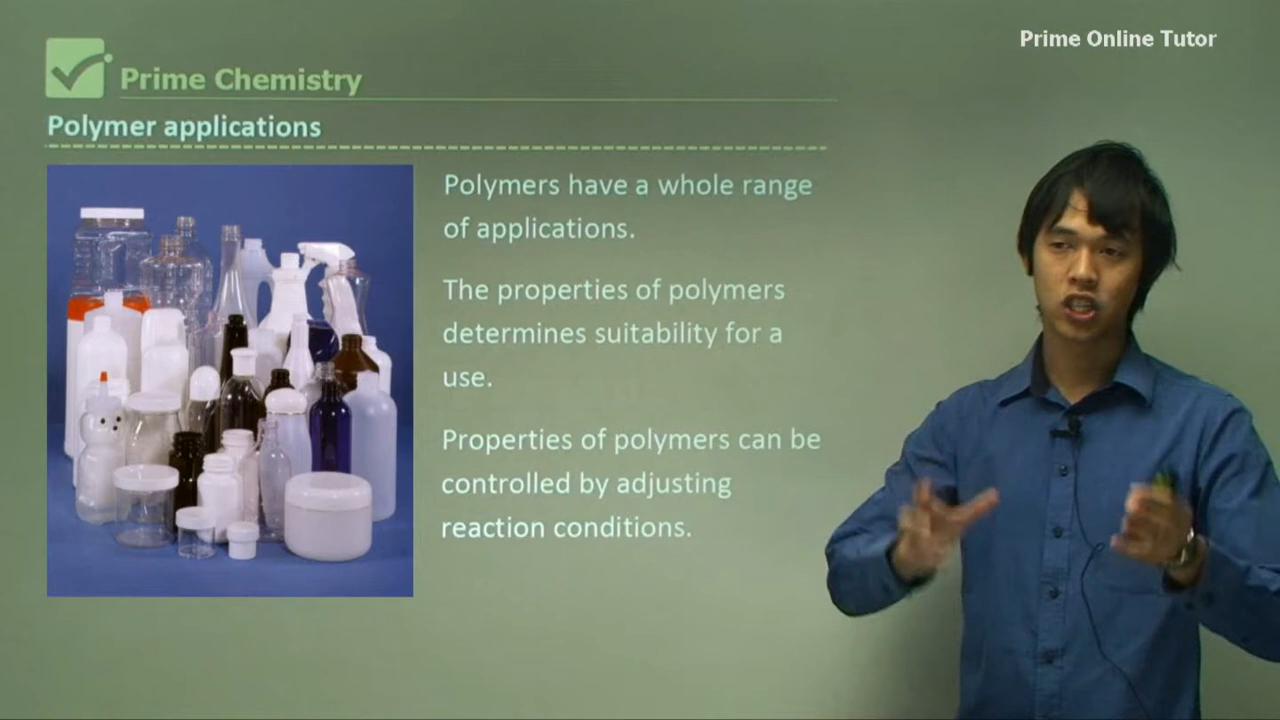 Prime Online Tutor
Prime Chemistry
Polymer applications
Polymers have a whole range
of applications.
The properties of polymers
determines suitability for a
use.
Properties of polymers can be
controlled by adjusting
reaction conditions.